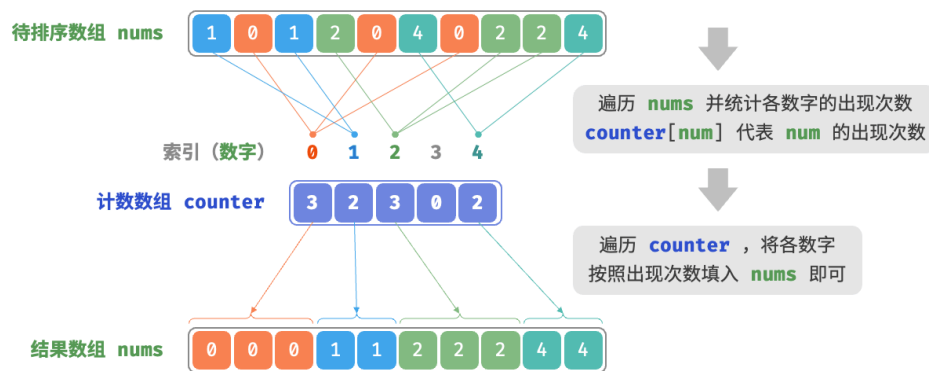 待排序数组 nums
1 0 1 2 0 4 0 2 2 4
遍历 nums 并统计各数字的出现次数
counter[num] 代表 num 的出现次数
索引（数字） 0 1 2 3 4
计数数组 counter 3 2 3 0 2
遍历 counter ，将各数字
按照出现次数填入 nums 即可
结果数组 nums 0 0 0 1 1 2 2 2 4 4